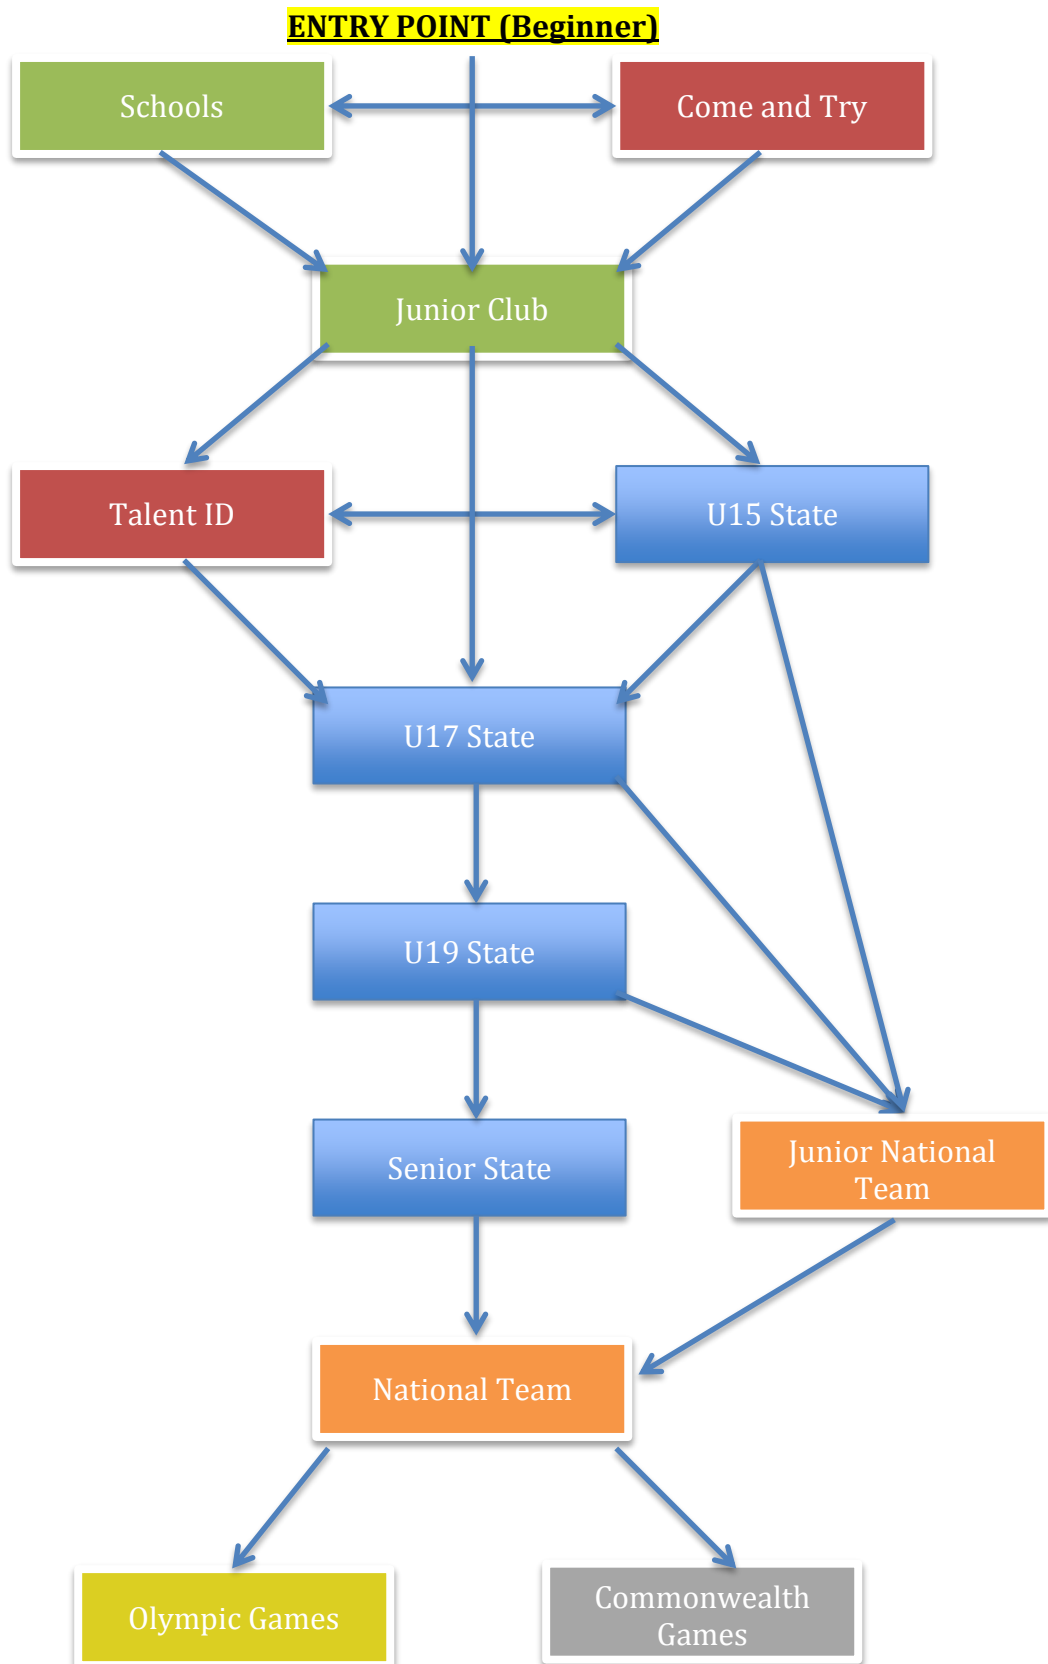 ENTRY POINT (Beginner)
Schools
Come and Try
Junior Club
Talent ID
U15 State
U17 State
U19 State
Senior State
Junior National
Team
National Team
Olympic Games
Commonwealth
Games